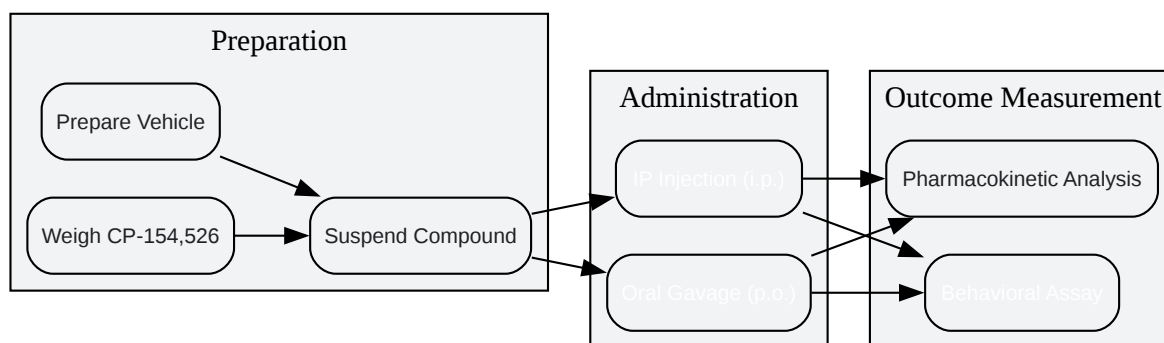 Preparation
Prepare Vehicle
Weigh CP-154,526
Suspend Compound
Administration
IP Injection (i.p.)
Oral Gavage (p.o.)
Outcome Measurement
Pharmacokinetic Analysis
Behavioral Assay